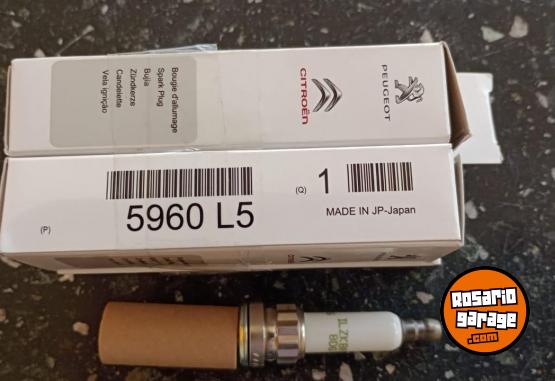 Bougie d'allumage
Spark Plug
Bujía
Zündkerze
Candelette
Vela ignição
CITROËN
PEUGEOT
(P)
5960 L5
(Q) 1
MADE IN JP-Japan
Rosario
garage
.com